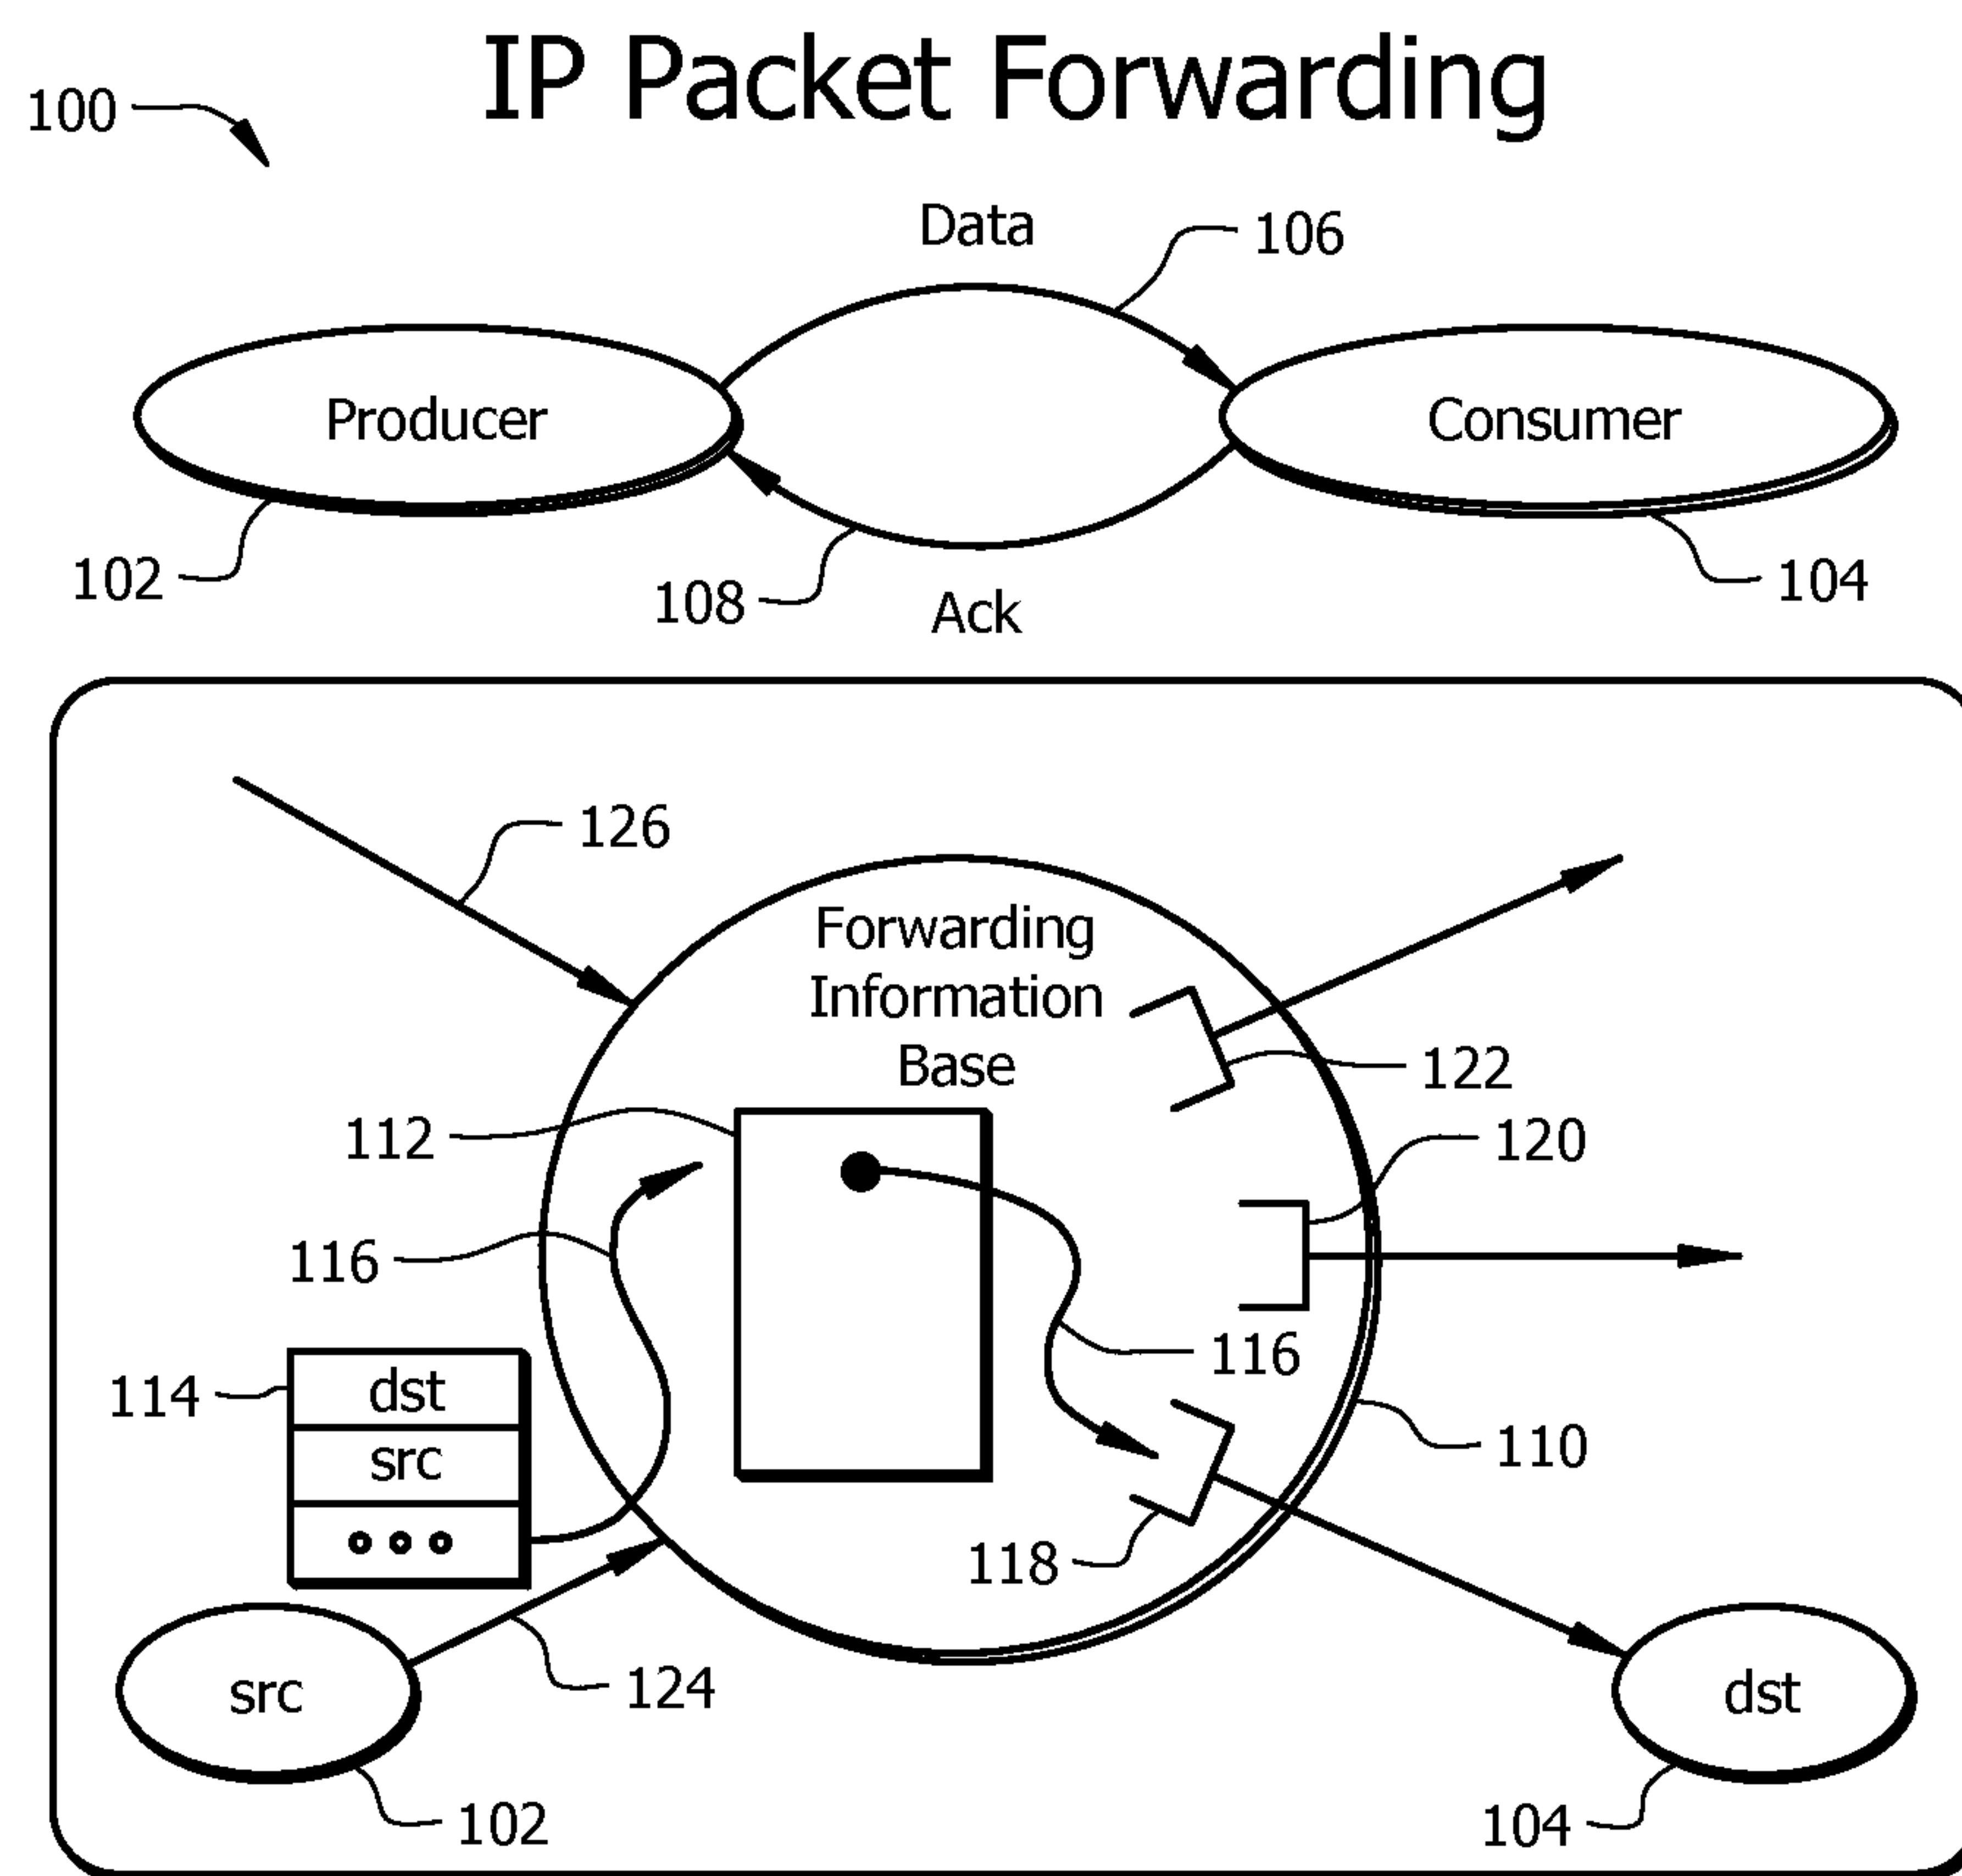 IP Packet Forwarding
100
Data
106
Producer
Consumer
102
108
Ack
104
126
Forwarding
Information
Base
122
112
120
116
116
114
dst
src
110
118
src
124
dst
102
104